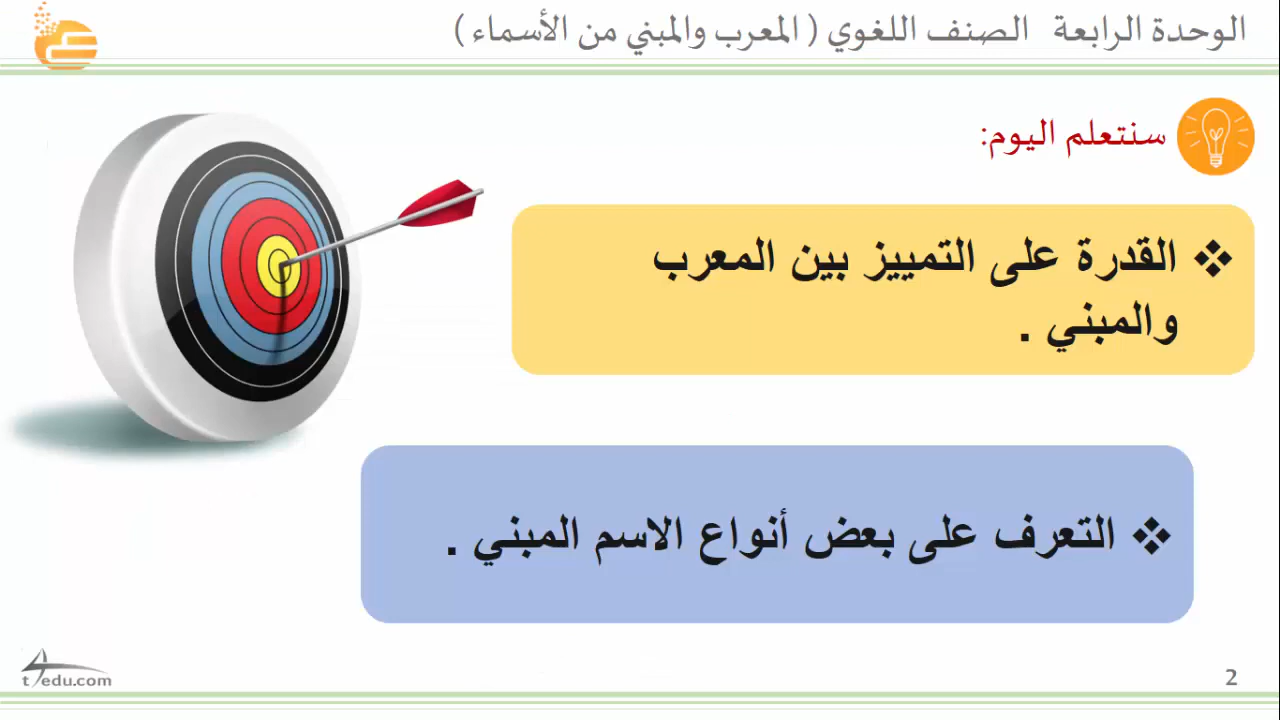 الوحدة الرابعة الصنف اللغوي ( المعرب والمبني من الأسماء )
سنتعلم اليوم:
❖ القدرة على التمييز بين المعرب
والمبني .
❖ التعرف على بعض أنواع الاسم المبني .
t4edu.com
2